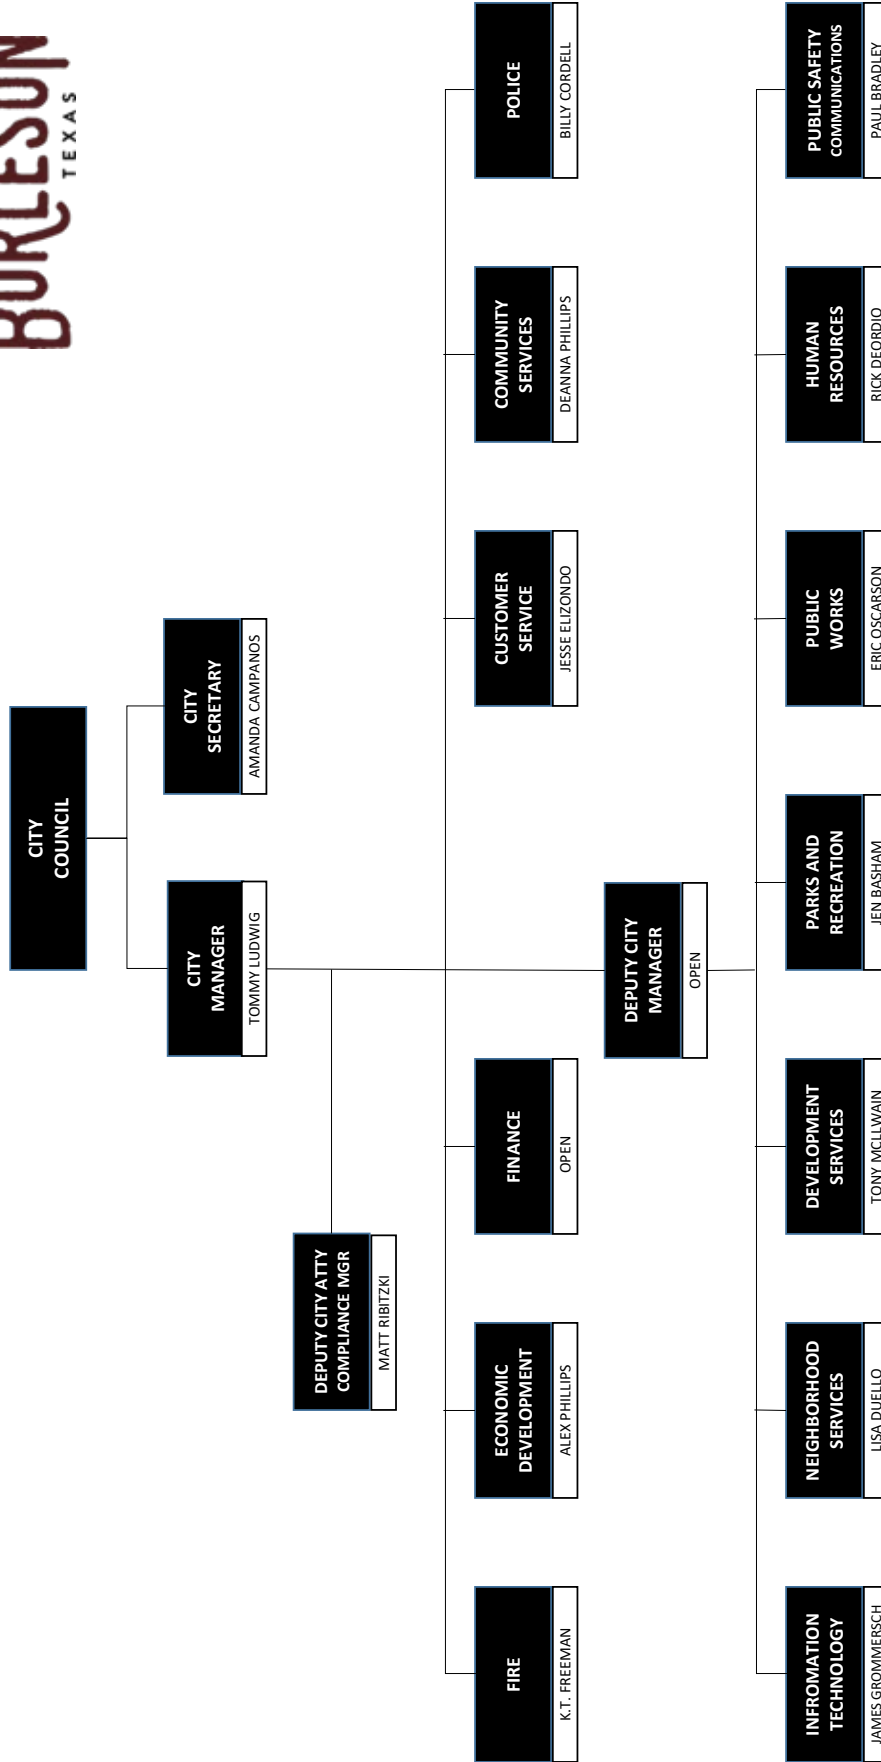 BURLESON
TEXAS
CITY
COUNCIL
CITY
MANAGER
TOMMY LUDWIG
CITY
SECRETARY
AMANDA CAMPANOS
DEPUTY CITY ATTY
COMPLIANCE MGR
MATT RIBITZKI
FIRE
K.T. FREEMAN
ECONOMIC
DEVELOPMENT
ALEX PHILLIPS
FINANCE
OPEN
CUSTOMER
SERVICE
JESSE ELIZONDO
COMMUNITY
SERVICES
DEANNA PHILLIPS
POLICE
BILLY CORDELL
DEPUTY CITY
MANAGER
OPEN
INFROMATION
TECHNOLOGY
JAMES GROMMERSCH
NEIGHBORHOOD
SERVICES
LISA DUELLO
DEVELOPMENT
SERVICES
TONY MCLLWAIN
PARKS AND
RECREATION
JEN BASHAM
PUBLIC
WORKS
ERIC OSCARSON
HUMAN
RESOURCES
RICK DEORDIO
PUBLIC SAFETY
COMMUNICATIONS
PAUL BRADLEY